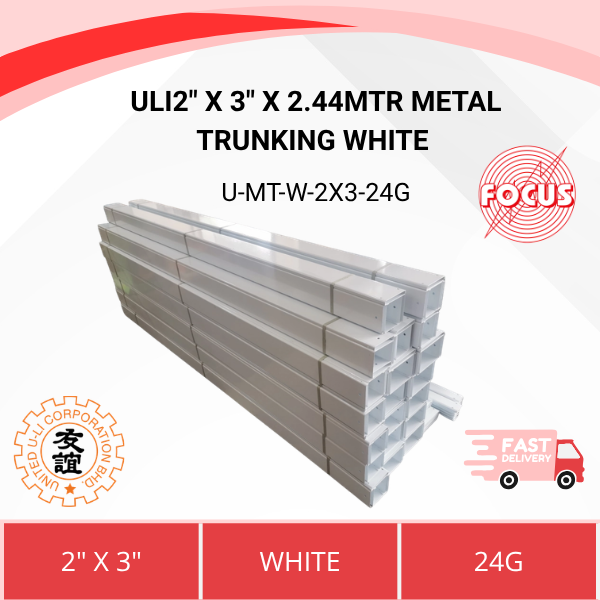 ULI2" X 3" X 2.44MTR METAL
TRUNKING WHITE
U-MT-W-2X3-24G
FOCUS
UNITED U-LI CORPORATION BHD.
友
誼
FAST
DELIVERY
2" X 3"
WHITE
24G